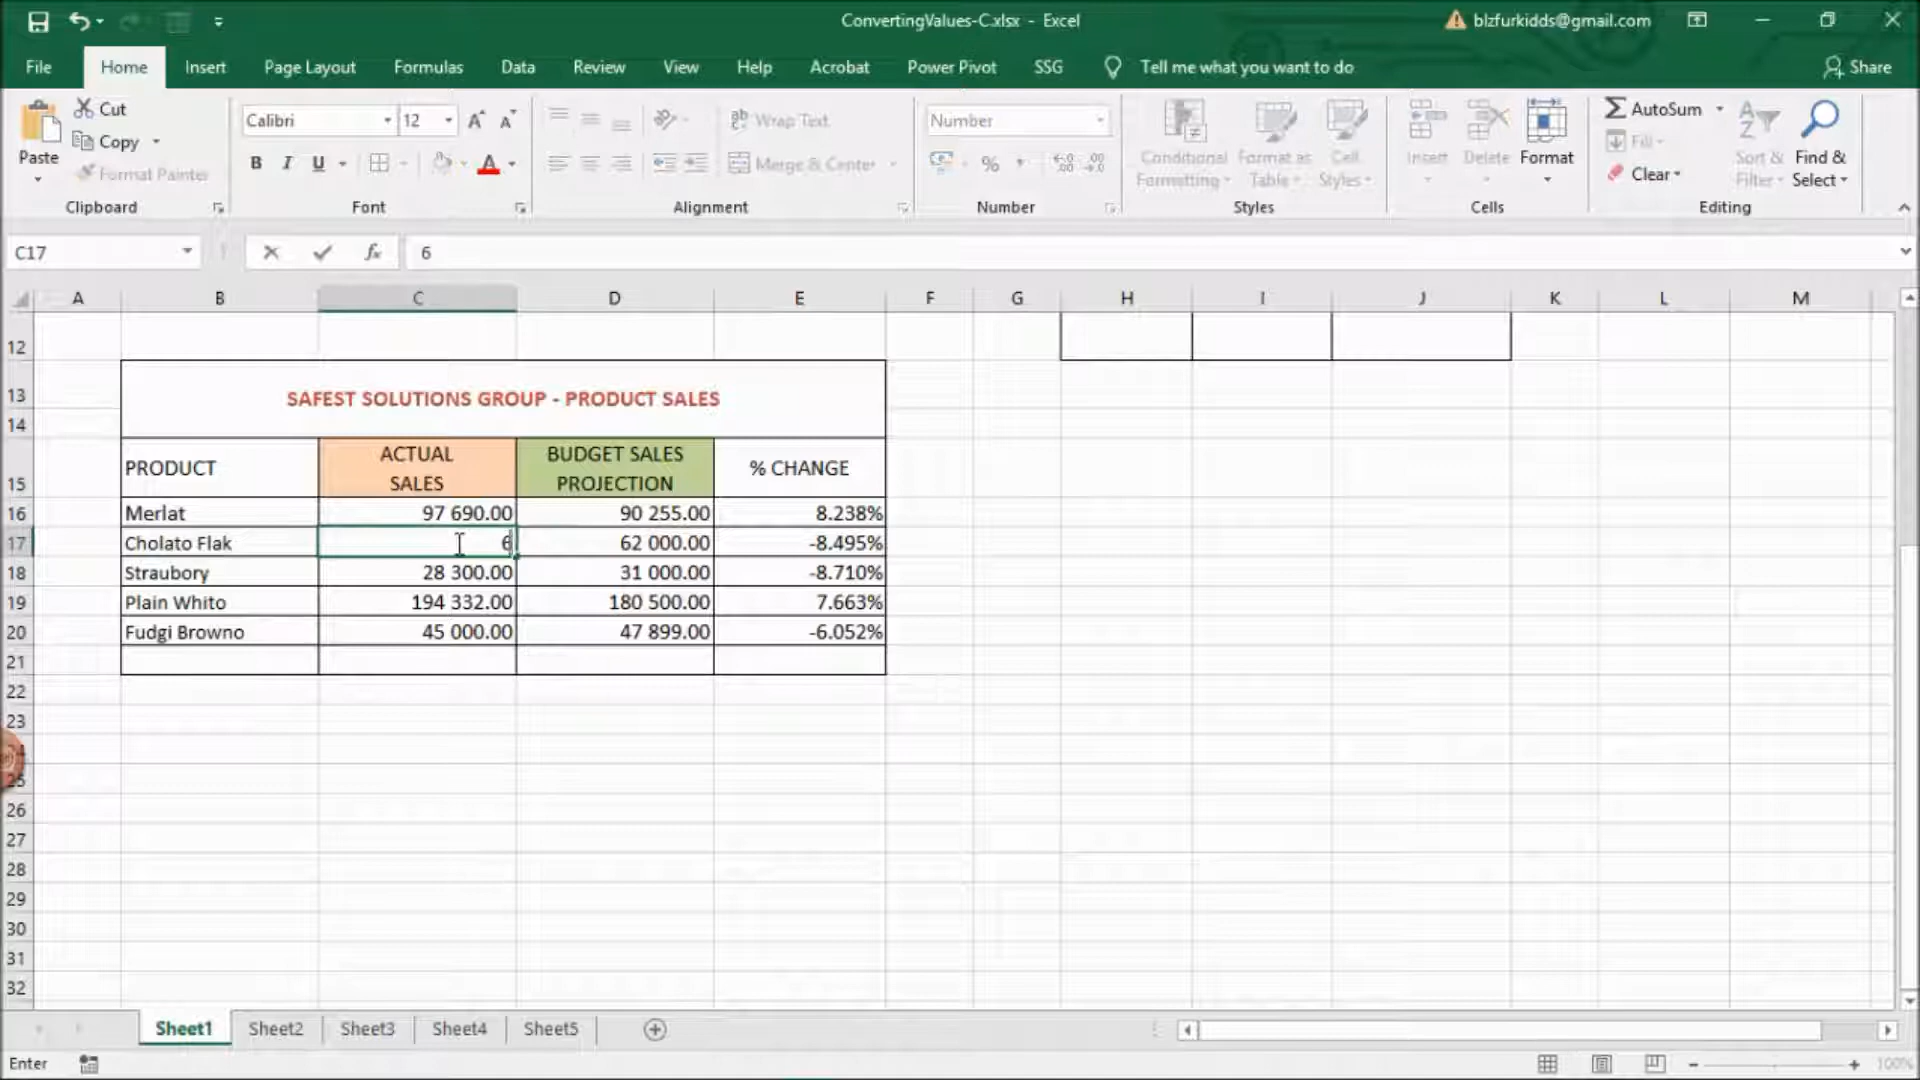 ConvertingValues-C.xlsx - Excel
blzfurkidds@gmail.com
File Home Insert Page Layout Formulas Data Review View Help Acrobat Power Pivot SSG Tell me what you want to do Share
Paste
Cut
Copy
Format Painter
Clipboard
Calibri 12
B I U A
Font
Wrap Text
Merge & Center
Alignment
Number
%
Number
Conditional Formatting
Format as Table
Cell Styles
Styles
Insert Delete Format
Cells
AutoSum
Fill
Clear
Sort & Filter
Find & Select
Editing
C17 fx 6
A B C D E F G H I J K L M
12
13 SAFEST SOLUTIONS GROUP - PRODUCT SALES
14
15 PRODUCT ACTUAL SALES BUDGET SALES PROJECTION % CHANGE
16 Merlat 97 690.00 90 255.00 8.238%
17 Cholato Flak 6 62 000.00 -8.495%
18 Straubory 28 300.00 31 000.00 -8.710%
19 Plain Whito 194 332.00 180 500.00 7.663%
20 Fudgi Browno 45 000.00 47 899.00 -6.052%
21
22
23
25
26
27
28
29
30
31
32
Sheet1 Sheet2 Sheet3 Sheet4 Sheet5
Enter 100%